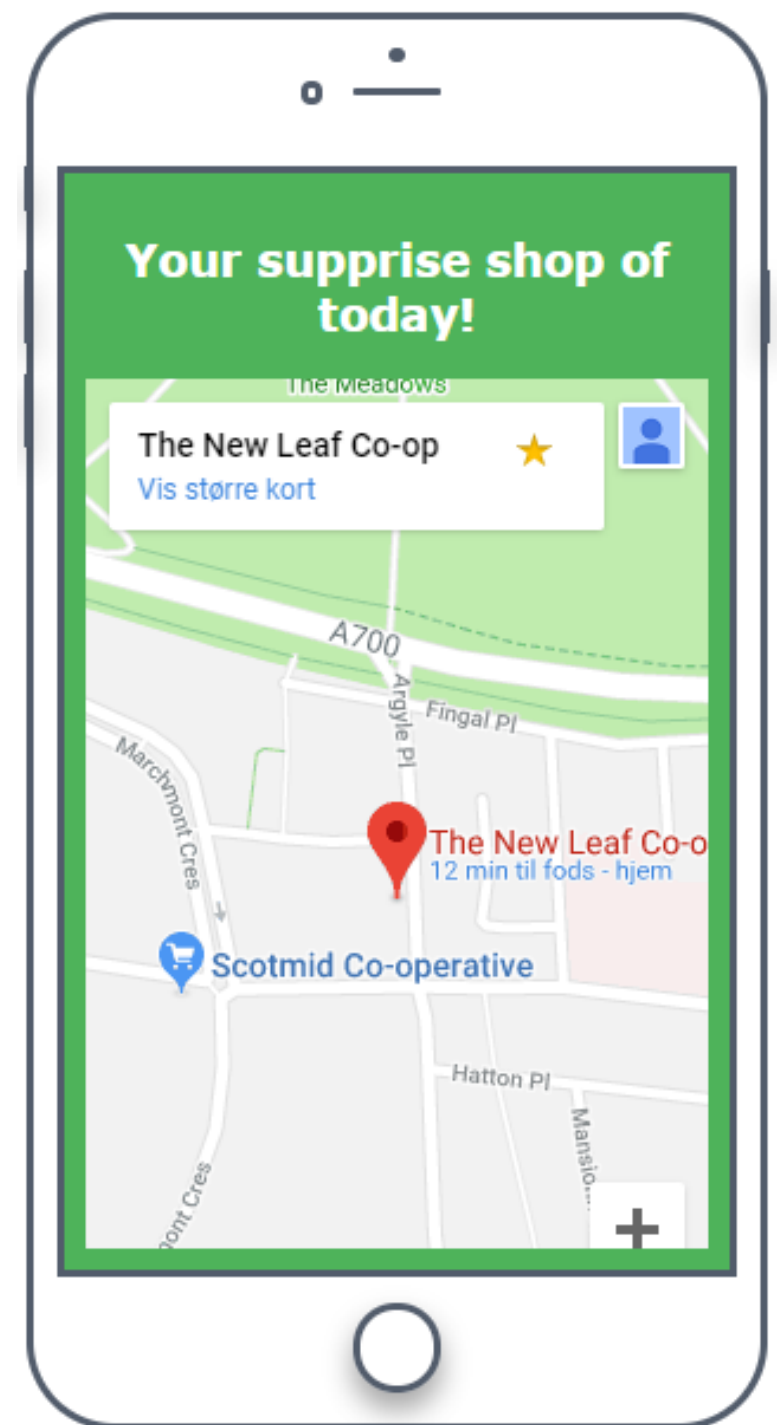 Your supprise shop of
today!
The Meadows
The New Leaf Co-op
Vis større kort
A700
Argyle Pl
Fingal Pl
Marchmont Cres
The New Leaf Co-o
12 min til fods - hjem
Scotmid Co-operative
Hatton Pl
Mansio
ont Cres